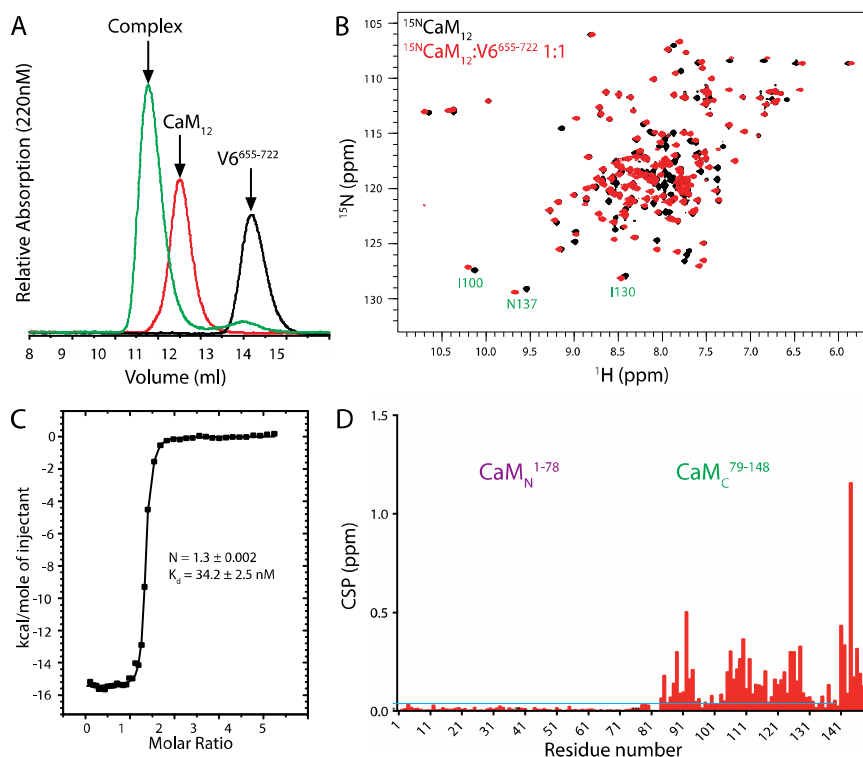 A
Complex
CaM12
V6655-722
Relative Absorption (220nM)
8 9 10 11 12 13 14 15
Volume (ml)
B
15NCaM12
15NCaM12:V6655-722 1:1
105
110
115
120
125
130
15N (ppm)
I100
N137
I130
10.5 10.0 9.5 9.0 8.5 8.0 7.5 7.0 6.5 6.0
1H (ppm)
C
0
-2
-4
-6
-8
-10
-12
-14
-16
kcal/mole of injectant
N = 1.3 ± 0.002
Kd = 34.2 ± 2.5 nM
0 1 2 3 4 5
Molar Ratio
D
1.5
1.0
0.5
0.0
CSP (ppm)
CaMN1-78
CaMC79-148
1 11 21 31 41 51 61 71 81 91 101 111 121 131 141
Residue number